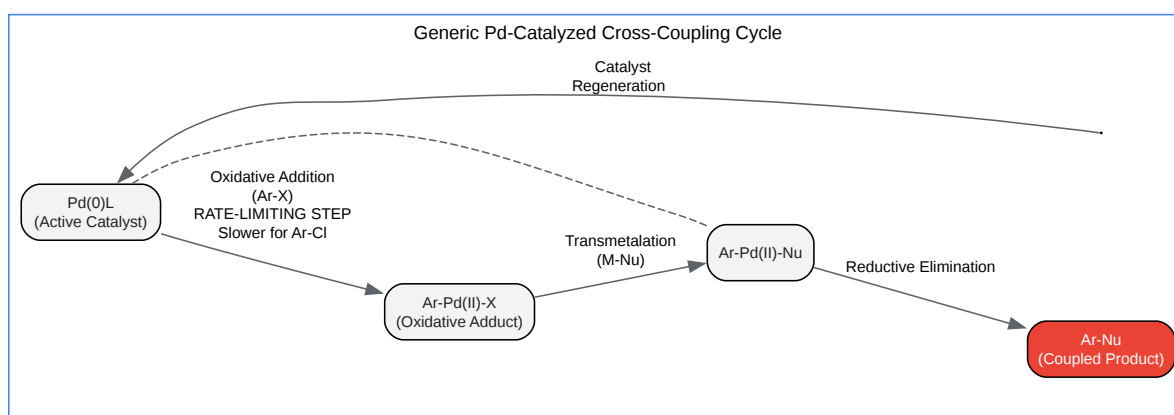 Generic Pd-Catalyzed Cross-Coupling Cycle
Catalyst
Regeneration
Pd(0)L
(Active Catalyst)
Oxidative Addition
(Ar-X)
RATE-LIMITING STEP
Slower for Ar-Cl
Ar-Pd(II)-X
(Oxidative Adduct)
Transmetalation
(M-Nu)
Ar-Pd(II)-Nu
Reductive Elimination
Ar-Nu
(Coupled Product)